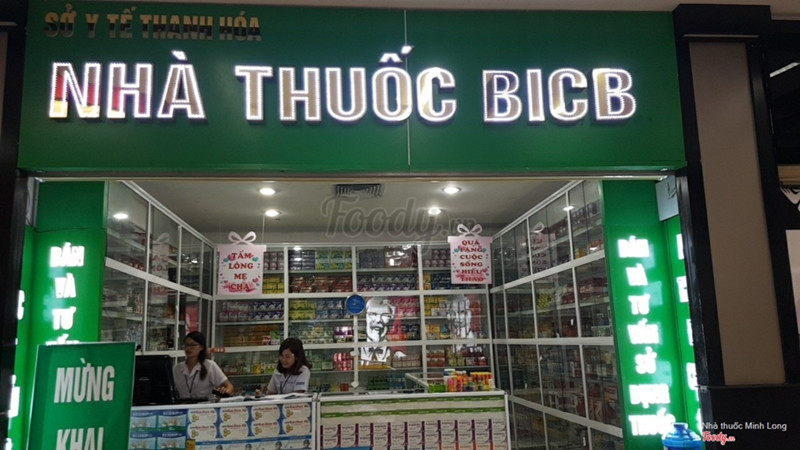 SỞ Y TẾ THANH HÓA
NHÀ THUỐC BICB
Foody.vn
TẤM
LÒNG
MẸ
CHA
QUÀ
TẶNG
CUỘC
SỐNG
HIẾU
THẢO
BÁN
VÀ
TƯ
BÁN
VÀ
TƯ
VẤN
SỬ
DỤNG
THUỐC
MỪNG
KHAI
Nhà thuốc Minh Long
Foody.vn